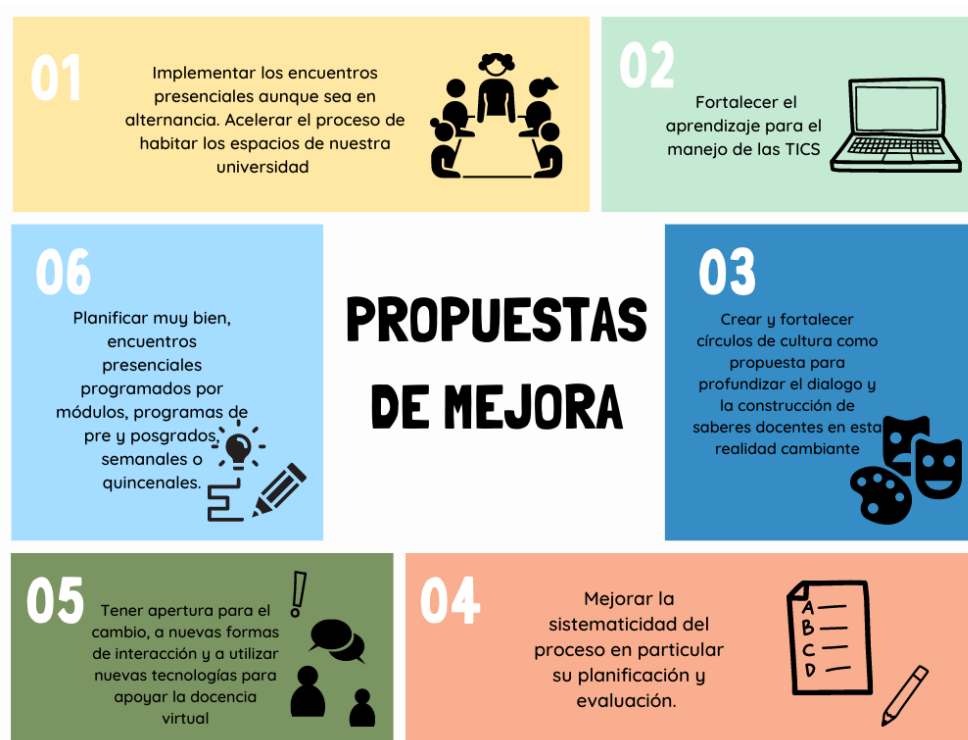 01
Implementar los encuentros
presenciales aunque sea en
alternancia. Acelerar el proceso de
habitar los espacios de nuestra
universidad
02
Fortalecer el
aprendizaje para el
manejo de las TICS
06
Planificar muy bien,
encuentros
presenciales
programados por
módulos, programas de
pre y posgrados,
semanales o
quincenales.
PROPUESTAS
DE MEJORA
03
Crear y fortalecer
círculos de cultura como
propuesta para
profundizar el dialogo y
la construcción de
saberes docentes en esta
realidad cambiante
05
Tener apertura para el
cambio, a nuevas formas
de interacción y a utilizar
nuevas tecnologías para
apoyar la docencia
virtual
04
Mejorar la
sistematicidad del
proceso en particular
su planificación y
evaluación.
A
B
C
D